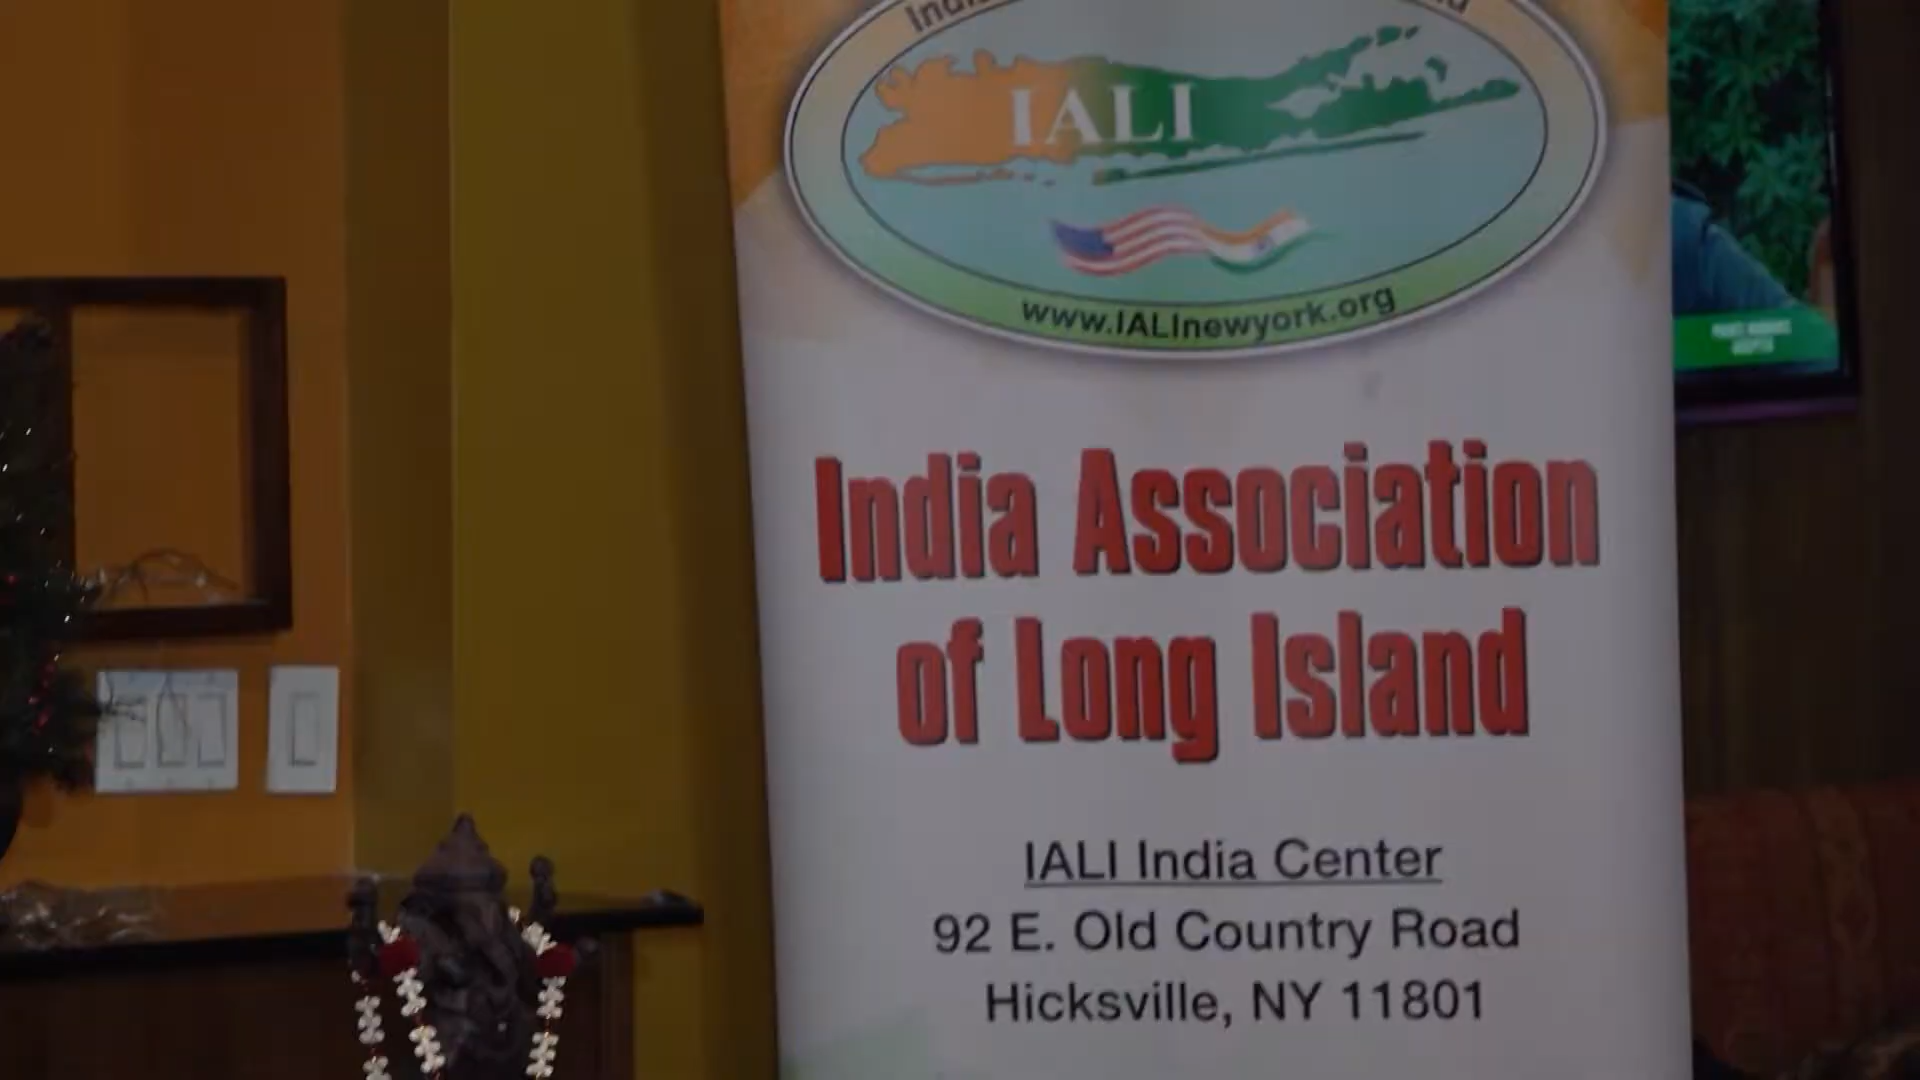 IALI
www.IALInewyork.org
India Association
of Long Island
IALI India Center
92 E. Old Country Road
Hicksville, NY 11801